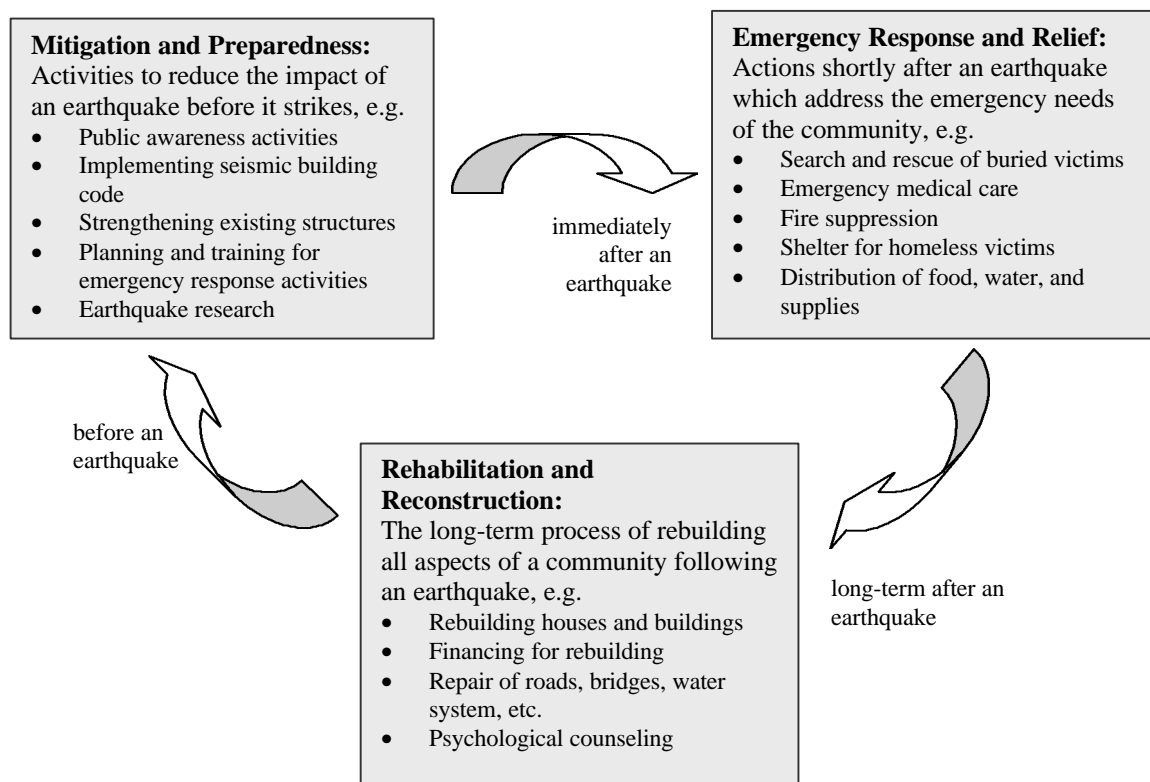 Mitigation and Preparedness:
Activities to reduce the impact of
an earthquake before it strikes, e.g.
• Public awareness activities
• Implementing seismic building
code
• Strengthening existing structures
• Planning and training for
emergency response activities
• Earthquake research
immediately
after an
earthquake
Emergency Response and Relief:
Actions shortly after an earthquake
which address the emergency needs
of the community, e.g.
• Search and rescue of buried victims
• Emergency medical care
• Fire suppression
• Shelter for homeless victims
• Distribution of food, water, and
supplies
long-term after an
earthquake
Rehabilitation and
Reconstruction:
The long-term process of rebuilding
all aspects of a community following
an earthquake, e.g.
• Rebuilding houses and buildings
• Financing for rebuilding
• Repair of roads, bridges, water
system, etc.
• Psychological counseling
before an
earthquake